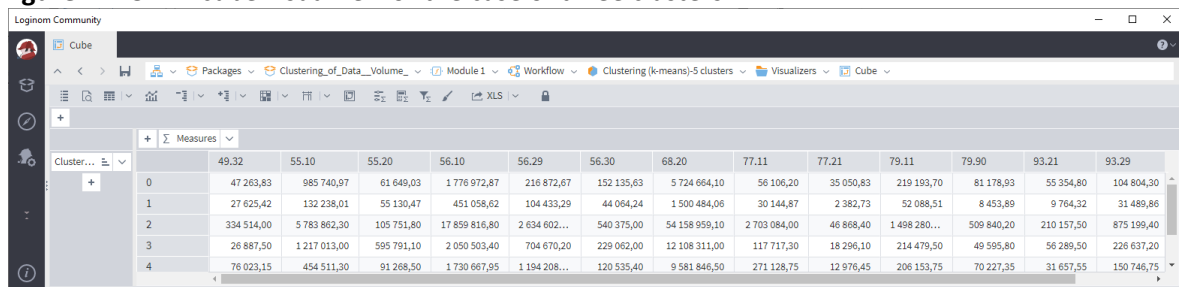 Loginom Community
Cube
Packages Clustering_of_Data__Volume_ Module 1 Workflow Clustering (k-means)-5 clusters Visualizers Cube
XLS
+
+ Σ Measures
Cluster... 49.32 55.10 55.20 56.10 56.29 56.30 68.20 77.11 77.21 79.11 79.90 93.21 93.29
+ 0 47 263,83 985 740,97 61 649,03 1 776 972,87 216 872,67 152 135,63 5 724 664,10 56 106,20 35 050,83 219 193,70 81 178,93 55 354,80 104 804,30
1 27 625,42 132 238,01 55 130,47 451 058,62 104 433,29 44 064,24 1 500 484,06 30 144,87 2 382,73 52 088,51 8 453,89 9 764,32 31 489,86
2 334 514,00 5 783 862,30 105 751,80 17 859 816,80 2 634 602... 540 375,00 54 158 959,10 2 703 084,00 46 868,40 1 498 280... 509 840,20 210 157,50 875 199,40
3 26 887,50 1 217 013,00 595 791,10 2 050 503,40 704 670,20 229 062,00 12 108 311,00 117 717,30 18 296,10 214 479,50 49 595,80 56 289,50 226 637,20
4 76 023,15 454 511,30 91 268,50 1 730 667,95 1 194 208... 120 535,40 9 581 846,50 271 128,75 12 976,45 206 153,75 70 227,35 31 657,55 150 746,75